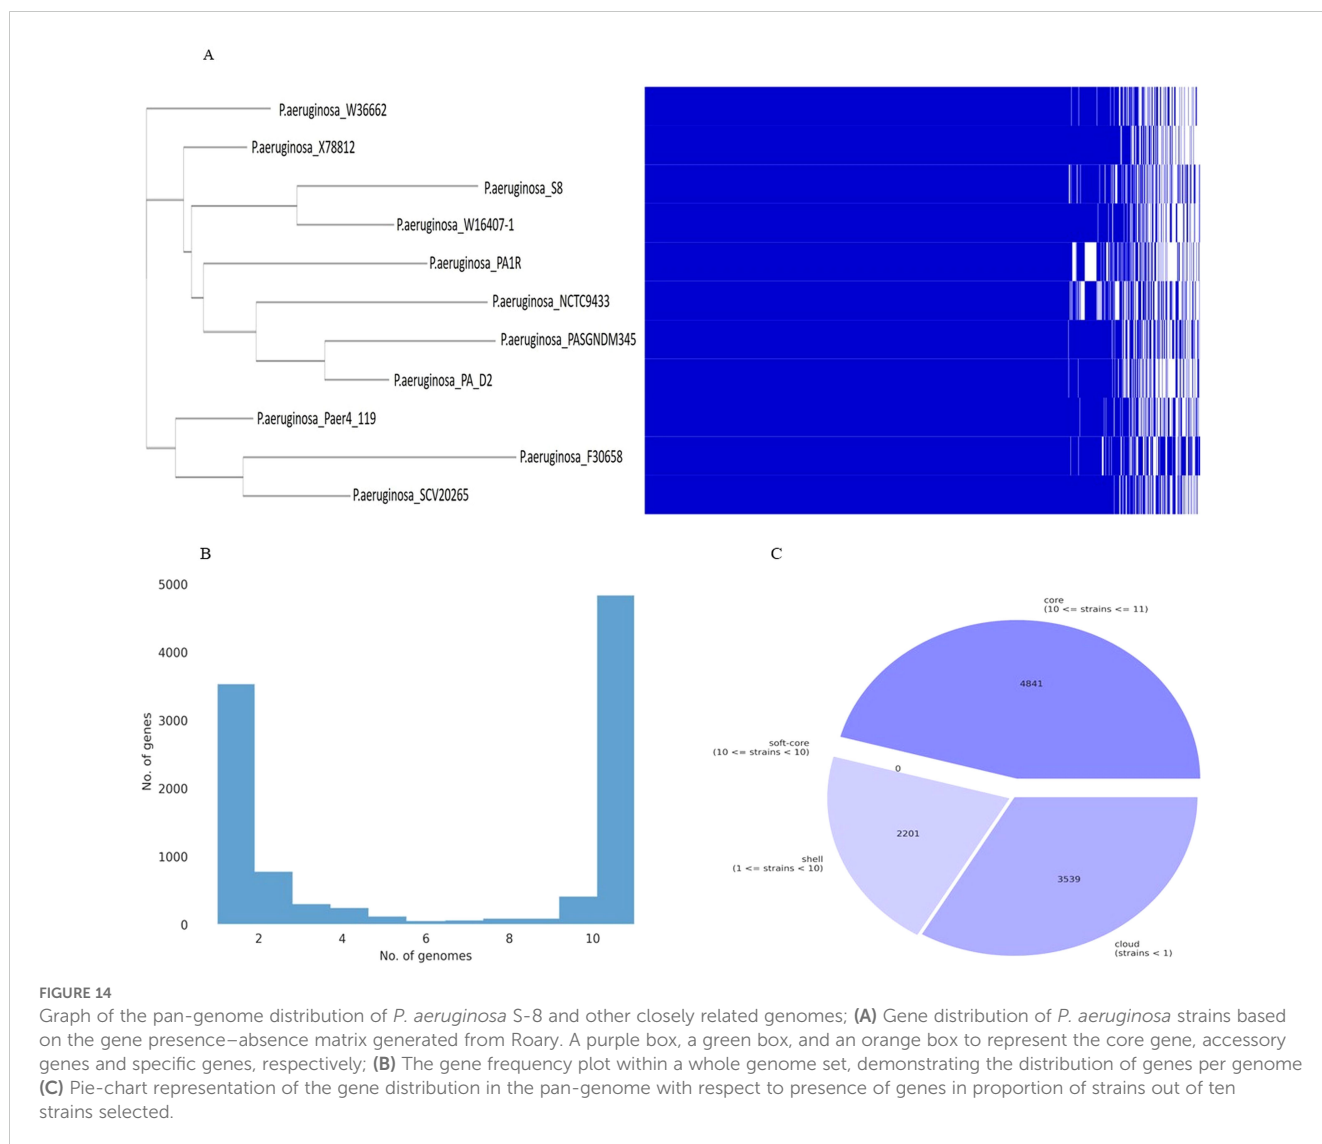 A
P.aeruginosa_W36662
P.aeruginosa_X78812
P.aeruginosa_S8
P.aeruginosa_W16407-1
P.aeruginosa_PA1R
P.aeruginosa_NCTC9433
P.aeruginosa_PASGNDM345
P.aeruginosa_PA_D2
P.aeruginosa_Paer4_119
P.aeruginosa_F30658
P.aeruginosa_SCV20265
B
5000
4000
3000
2000
1000
0
No. of genes
2 4 6 8 10
No. of genomes
C
core
(10 <= strains <= 11)
4841
soft-core
(10 <= strains < 10)
0
2201
shell
(1 <= strains < 10)
3539
cloud
(strains < 1)
FIGURE 14
Graph of the pan-genome distribution of P. aeruginosa S-8 and other closely related genomes; (A) Gene distribution of P. aeruginosa strains based
on the gene presence–absence matrix generated from Roary. A purple box, a green box, and an orange box to represent the core gene, accessory
genes and specific genes, respectively; (B) The gene frequency plot within a whole genome set, demonstrating the distribution of genes per genome
(C) Pie-chart representation of the gene distribution in the pan-genome with respect to presence of genes in proportion of strains out of ten
strains selected.